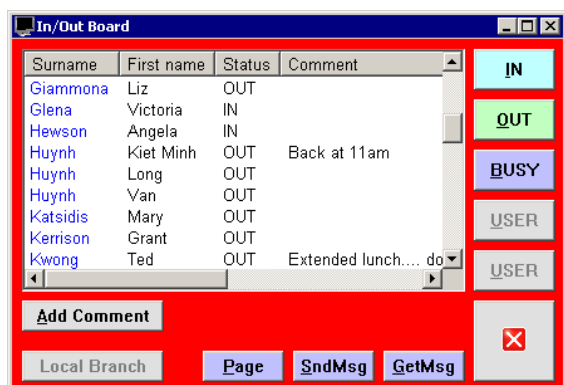 In/Out Board
Surname First name Status Comment
Giammona Liz OUT
Glena Victoria IN
Hewson Angela IN
Huynh Kiet Minh OUT Back at 11am
Huynh Long OUT
Huynh Van OUT
Katsidis Mary OUT
Kerrison Grant OUT
Kwong Ted OUT Extended lunch.... do
IN
OUT
BUSY
USER
USER
Add Comment
Local Branch Page SndMsg GetMsg